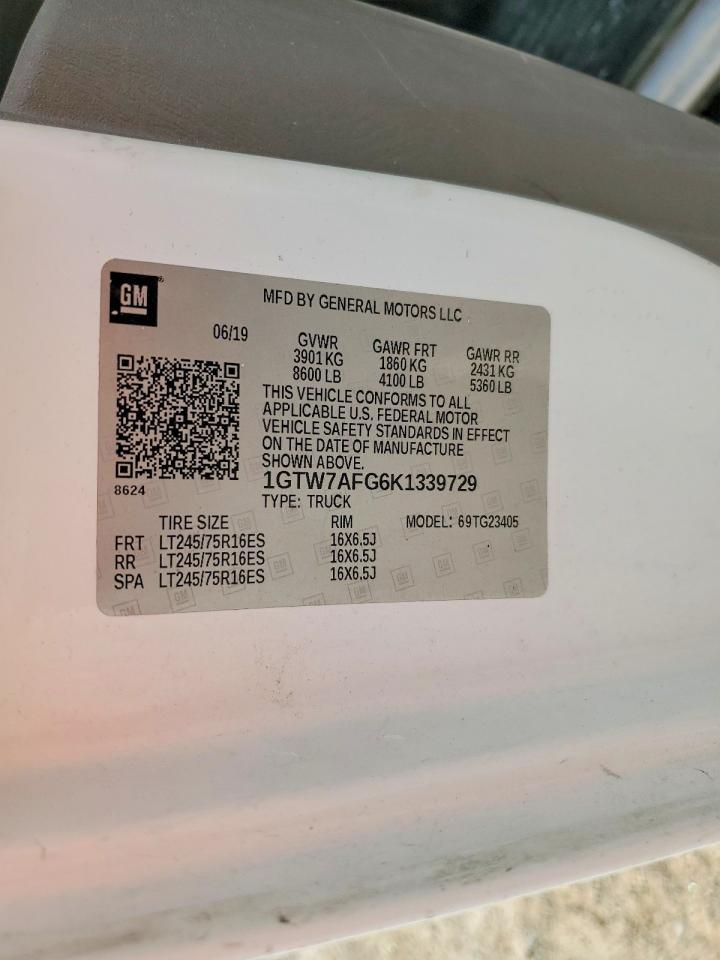 GM
MFD BY GENERAL MOTORS LLC
06/19
GVWR GAWR FRT GAWR RR
3901 KG 1860 KG 2431 KG
8600 LB 4100 LB 5360 LB
THIS VEHICLE CONFORMS TO ALL
APPLICABLE U.S. FEDERAL MOTOR
VEHICLE SAFETY STANDARDS IN EFFECT
ON THE DATE OF MANUFACTURE
SHOWN ABOVE.
8624
1GTW7AFG6K1339729
TYPE: TRUCK
TIRE SIZE RIM MODEL: 69TG23405
FRT LT245/75R16ES 16X6.5J
RR LT245/75R16ES 16X6.5J
SPA LT245/75R16ES 16X6.5J